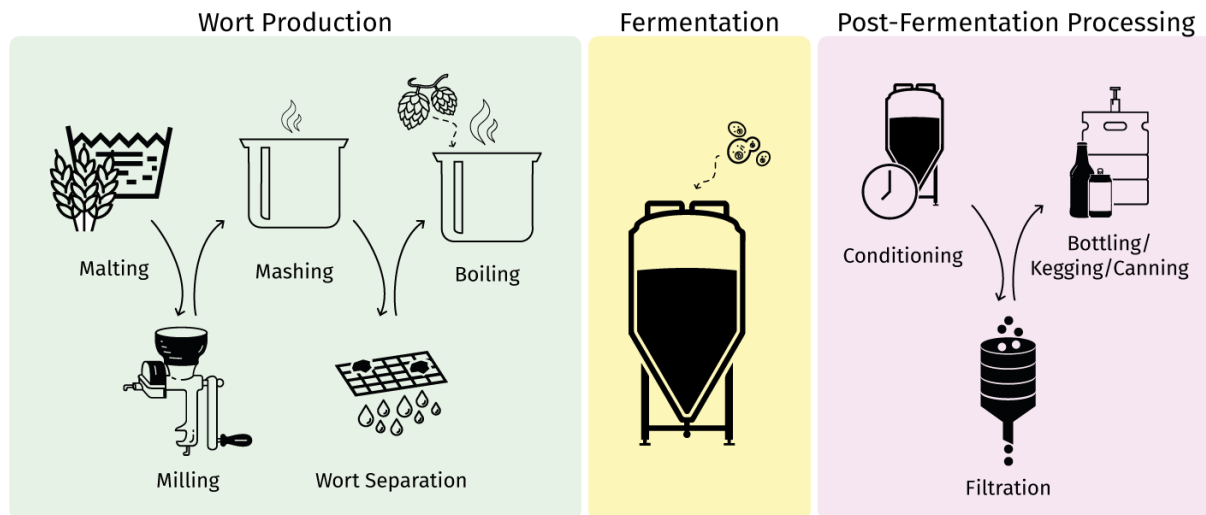 Wort Production
Fermentation
Post-Fermentation Processing
Malting
Mashing
Boiling
Milling
Wort Separation
Conditioning
Bottling/
Kegging/Canning
Filtration